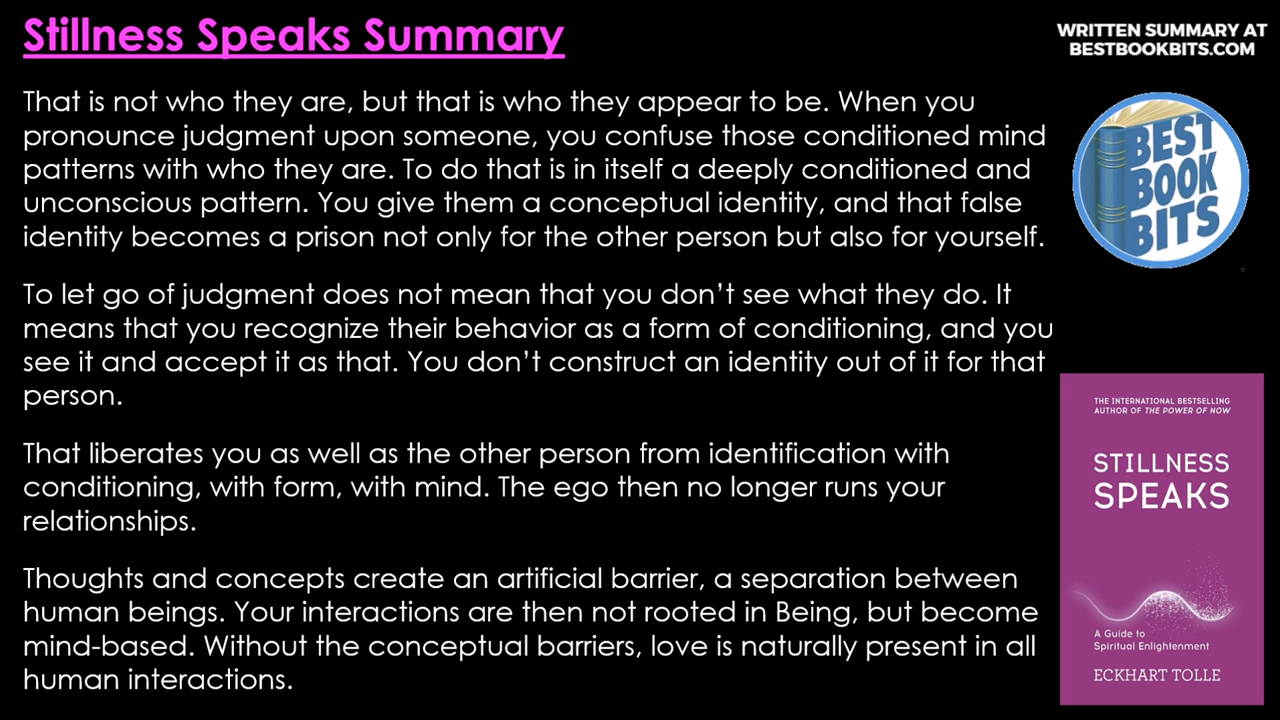 Stillness Speaks Summary
WRITTEN SUMMARY AT
BESTBOOKBITS.COM
That is not who they are, but that is who they appear to be. When you
pronounce judgment upon someone, you confuse those conditioned mind
patterns with who they are. To do that is in itself a deeply conditioned and
unconscious pattern. You give them a conceptual identity, and that false
identity becomes a prison not only for the other person but also for yourself.
To let go of judgment does not mean that you don’t see what they do. It
means that you recognize their behavior as a form of conditioning, and you
see it and accept it as that. You don’t construct an identity out of it for that
person.
That liberates you as well as the other person from identification with
conditioning, with form, with mind. The ego then no longer runs your
relationships.
Thoughts and concepts create an artificial barrier, a separation between
human beings. Your interactions are then not rooted in Being, but become
mind-based. Without the conceptual barriers, love is naturally present in all
human interactions.
BEST
BOOK
BITS
THE INTERNATIONAL BESTSELLING
AUTHOR OF THE POWER OF NOW
STILLNESS
SPEAKS
A Guide to
Spiritual Enlightenment
ECKHART TOLLE